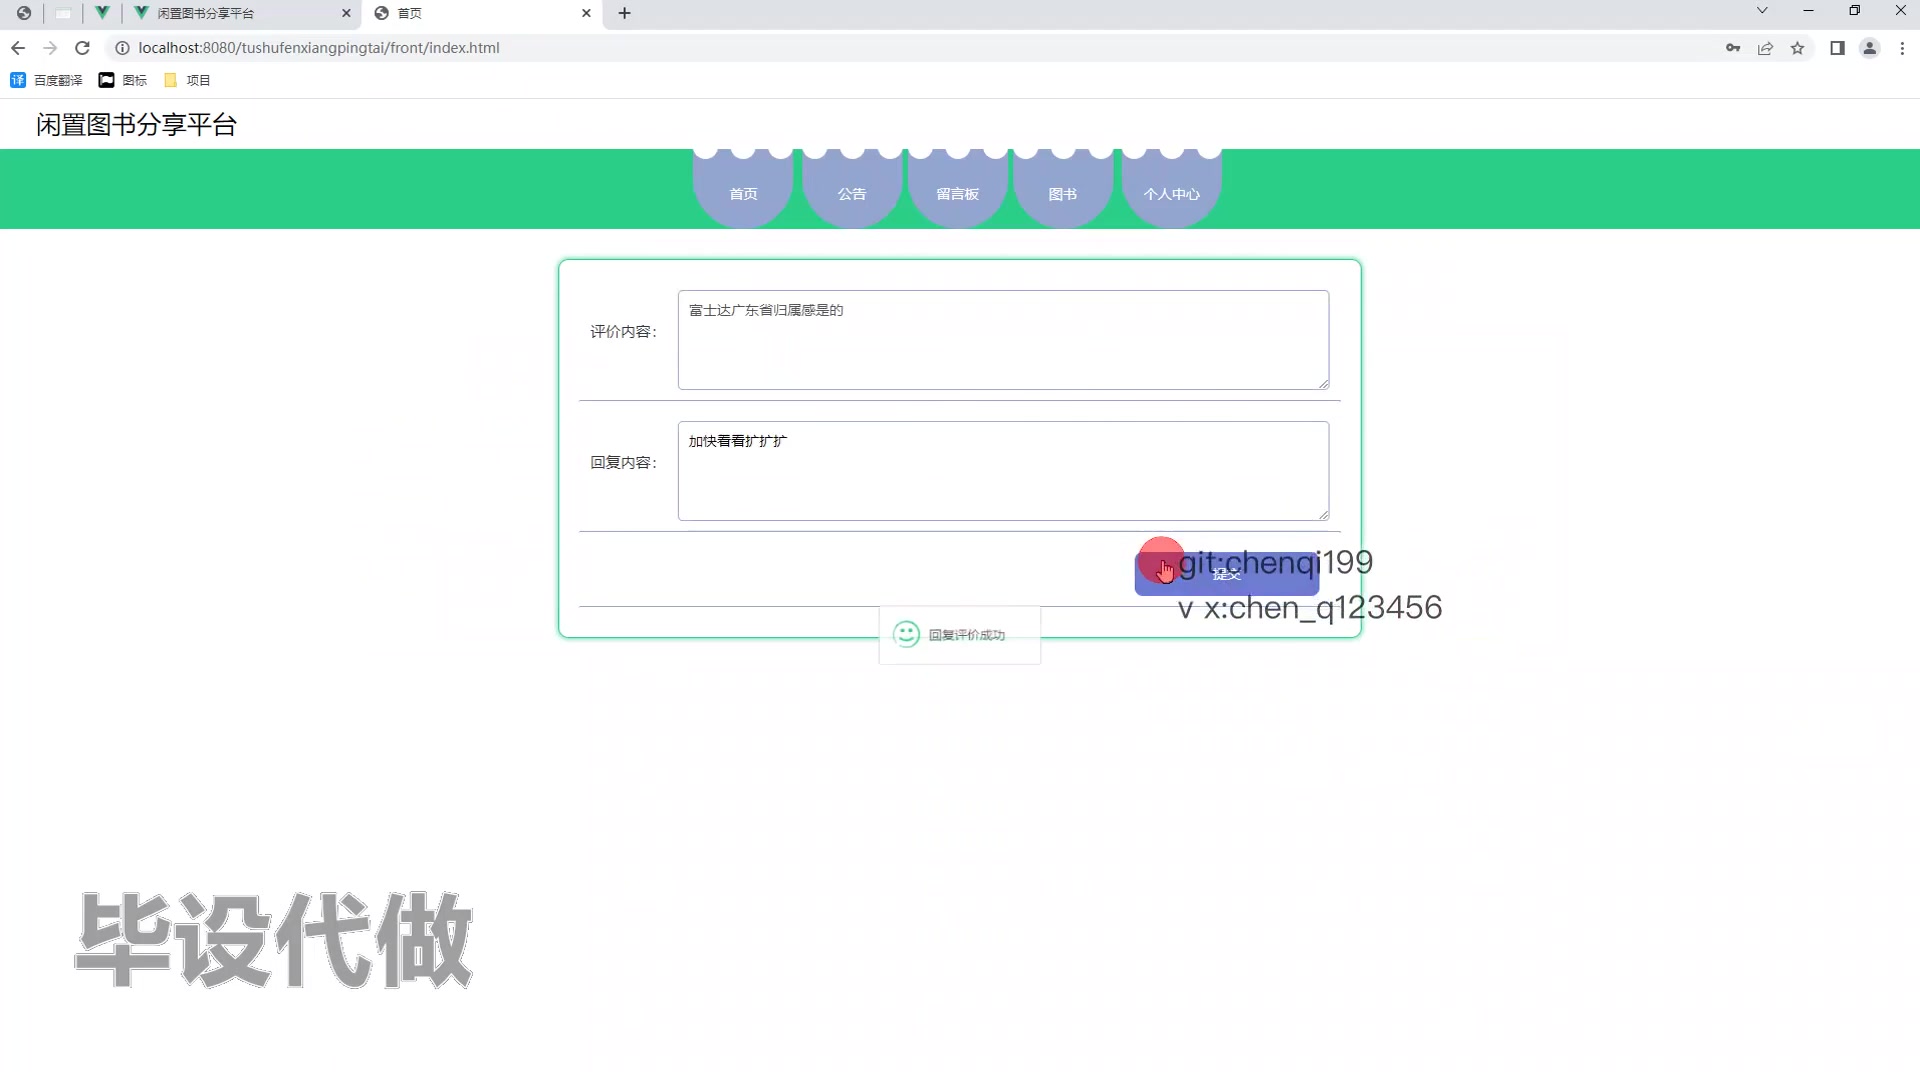 闲置图书分享平台
首页
localhost:8080/tushufenxiangpingtai/front/index.html
百度翻译
图标
项目
闲置图书分享平台
首页
公告
留言板
图书
个人中心
评价内容：
富士达广东省归属感是的
回复内容：
加快看看扩扩扩
提交
git:chenqi199
v x:chen_q123456
回复评价成功
毕设代做